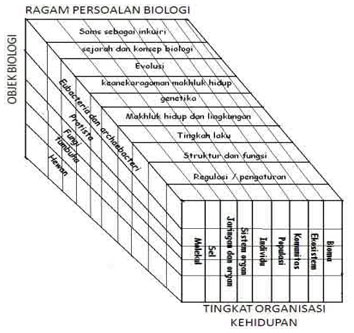 RAGAM PERSOALAN BIOLOGI
OBJEK BIOLOGI
Sains sebagai inkuiri
sejarah dan konsep biologi
Evolusi
keanekaragaman makhluk hidup
genetika
Makhluk hidup dan lingkungan
Tingkah laku
Struktur dan fungsi
Regulasi / pengaturan
Eubacteria dan archaebacteri
Protista
Fungi
Tumbuha
Hewan
Molekul
Sel
Jaringan dan organ
Sistem organ
Individu
Populasi
Komunitas
Ekosistem
Bioma
TINGKAT ORGANISASI
KEHIDUPAN